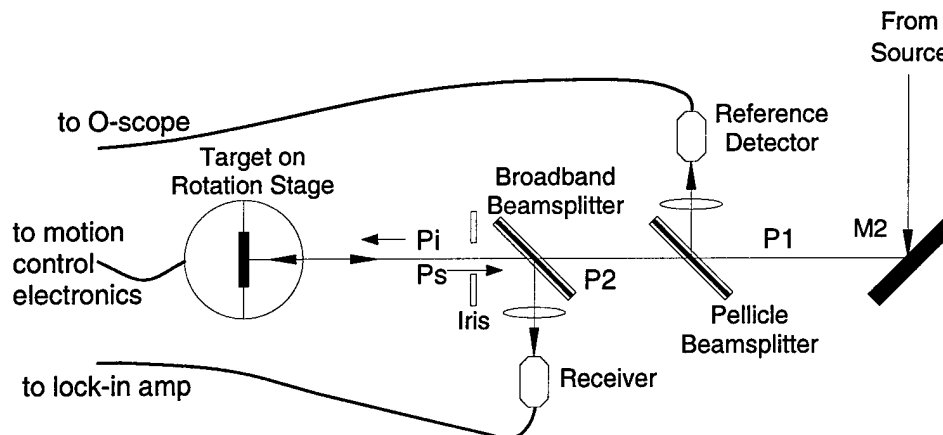 From
Source
to O-scope
Reference
Detector
Target on
Rotation Stage
Broadband
Beamsplitter
to motion
control
electronics
Pi
P1
M2
Ps
P2
Iris
Pellicle
Beamsplitter
Receiver
to lock-in amp